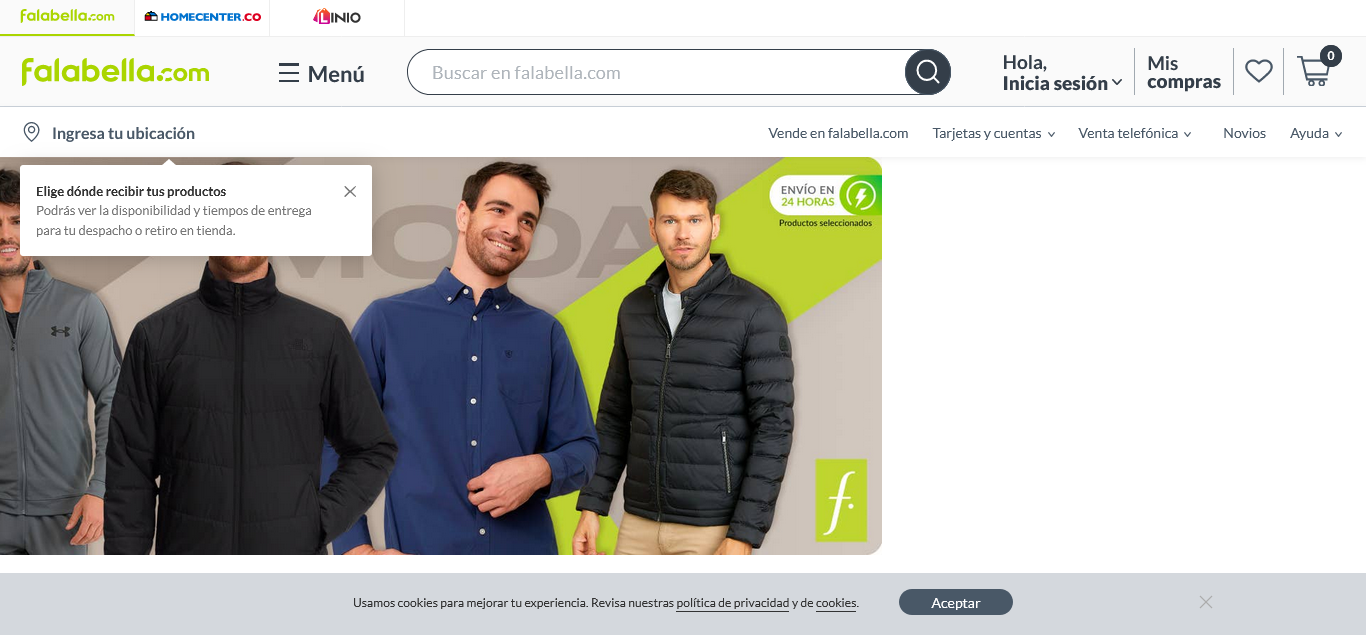 falabella.com
HOMECENTER.CO
LINIO
falabella.com
Menú
Buscar en falabella.com
Hola,
Inicia sesión
Mis
compras
0
Ingresa tu ubicación
Vende en falabella.com
Tarjetas y cuentas
Venta telefónica
Novios
Ayuda
Elige dónde recibir tus productos
Podrás ver la disponibilidad y tiempos de entrega
para tu despacho o retiro en tienda.
MODA
ENVÍO EN
24 HORAS
Productos seleccionados
f.
Usamos cookies para mejorar tu experiencia. Revisa nuestras política de privacidad y de cookies.
Aceptar